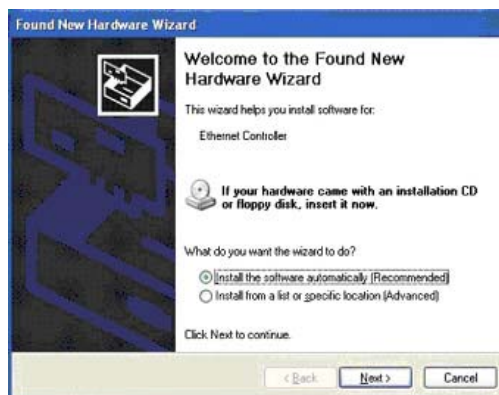 Found New Hardware Wizard
Welcome to the Found New
Hardware Wizard
This wizard helps you install software for:
Ethernet Controller
If your hardware came with an installation CD
or floppy disk, insert it now.
What do you want the wizard to do?
Install the software automatically (Recommended)
Install from a list or specific location (Advanced)
Click Next to continue.
< Back
Next >
Cancel